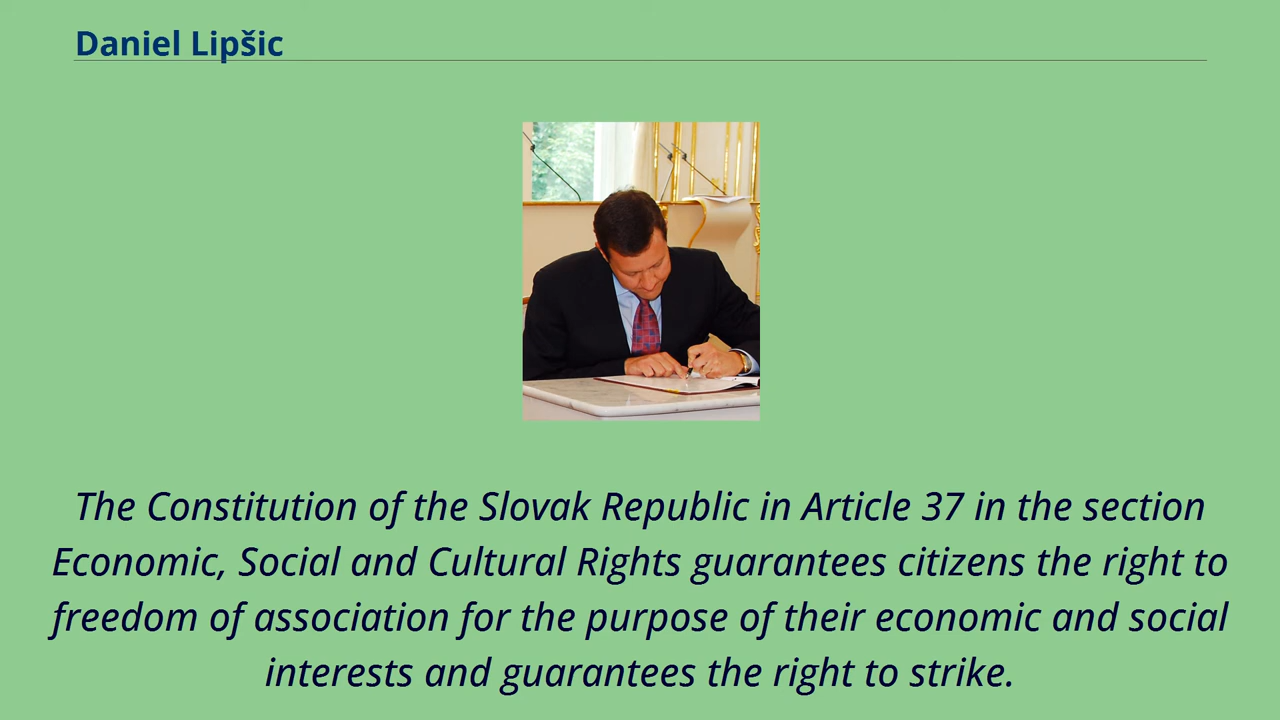 Daniel Lipšic
The Constitution of the Slovak Republic in Article 37 in the section
Economic, Social and Cultural Rights guarantees citizens the right to
freedom of association for the purpose of their economic and social
interests and guarantees the right to strike.